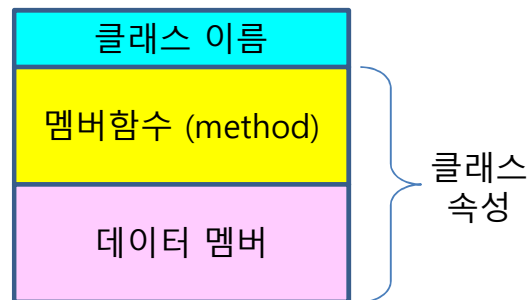 클래스 이름
멤버함수 (method)
데이터 멤버
클래스
속성